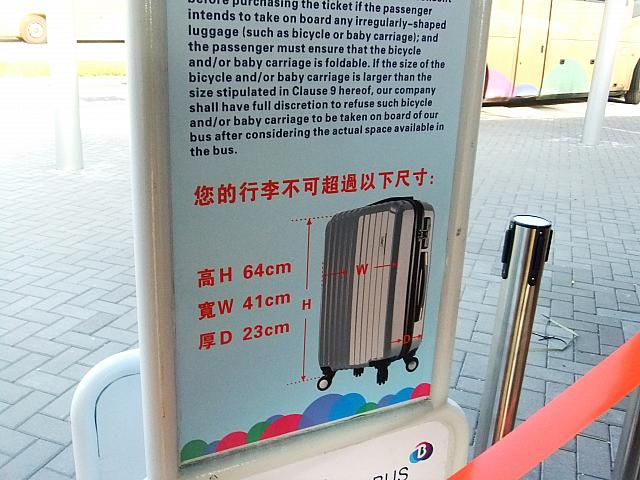 before purchasing the ticket if the passenger
intends to take on board any irregularly-shaped
luggage (such as bicycle or baby carriage); and
the passenger must ensure that the bicycle
and/or baby carriage is foldable. If the size of the
bicycle and/or baby carriage is larger than the
size stipulated in Clause 9 hereof, our company
shall have full discretion to refuse such bicycle
and/or baby carriage to be taken on board of our
bus after considering the actual space available in
the bus.
您的行李不可超過以下尺寸:
高H 64cm
寬W 41cm
厚D 23cm
W
H
D
B
BUS